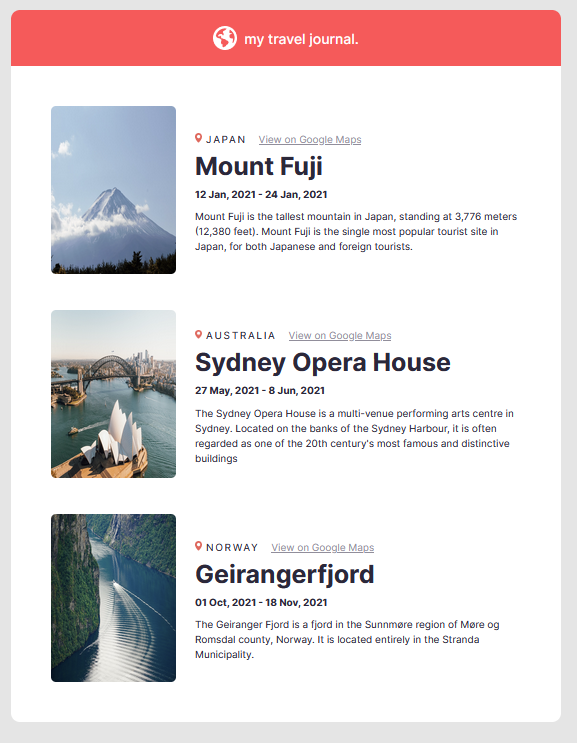 my travel journal.
JAPAN View on Google Maps
Mount Fuji
12 Jan, 2021 - 24 Jan, 2021
Mount Fuji is the tallest mountain in Japan, standing at 3,776 meters
(12,380 feet). Mount Fuji is the single most popular tourist site in
Japan, for both Japanese and foreign tourists.
AUSTRALIA View on Google Maps
Sydney Opera House
27 May, 2021 - 8 Jun, 2021
The Sydney Opera House is a multi-venue performing arts centre in
Sydney. Located on the banks of the Sydney Harbour, it is often
regarded as one of the 20th century's most famous and distinctive
buildings
NORWAY View on Google Maps
Geirangerfjord
01 Oct, 2021 - 18 Nov, 2021
The Geiranger Fjord is a fjord in the Sunnmøre region of Møre og
Romsdal county, Norway. It is located entirely in the Stranda
Municipality.